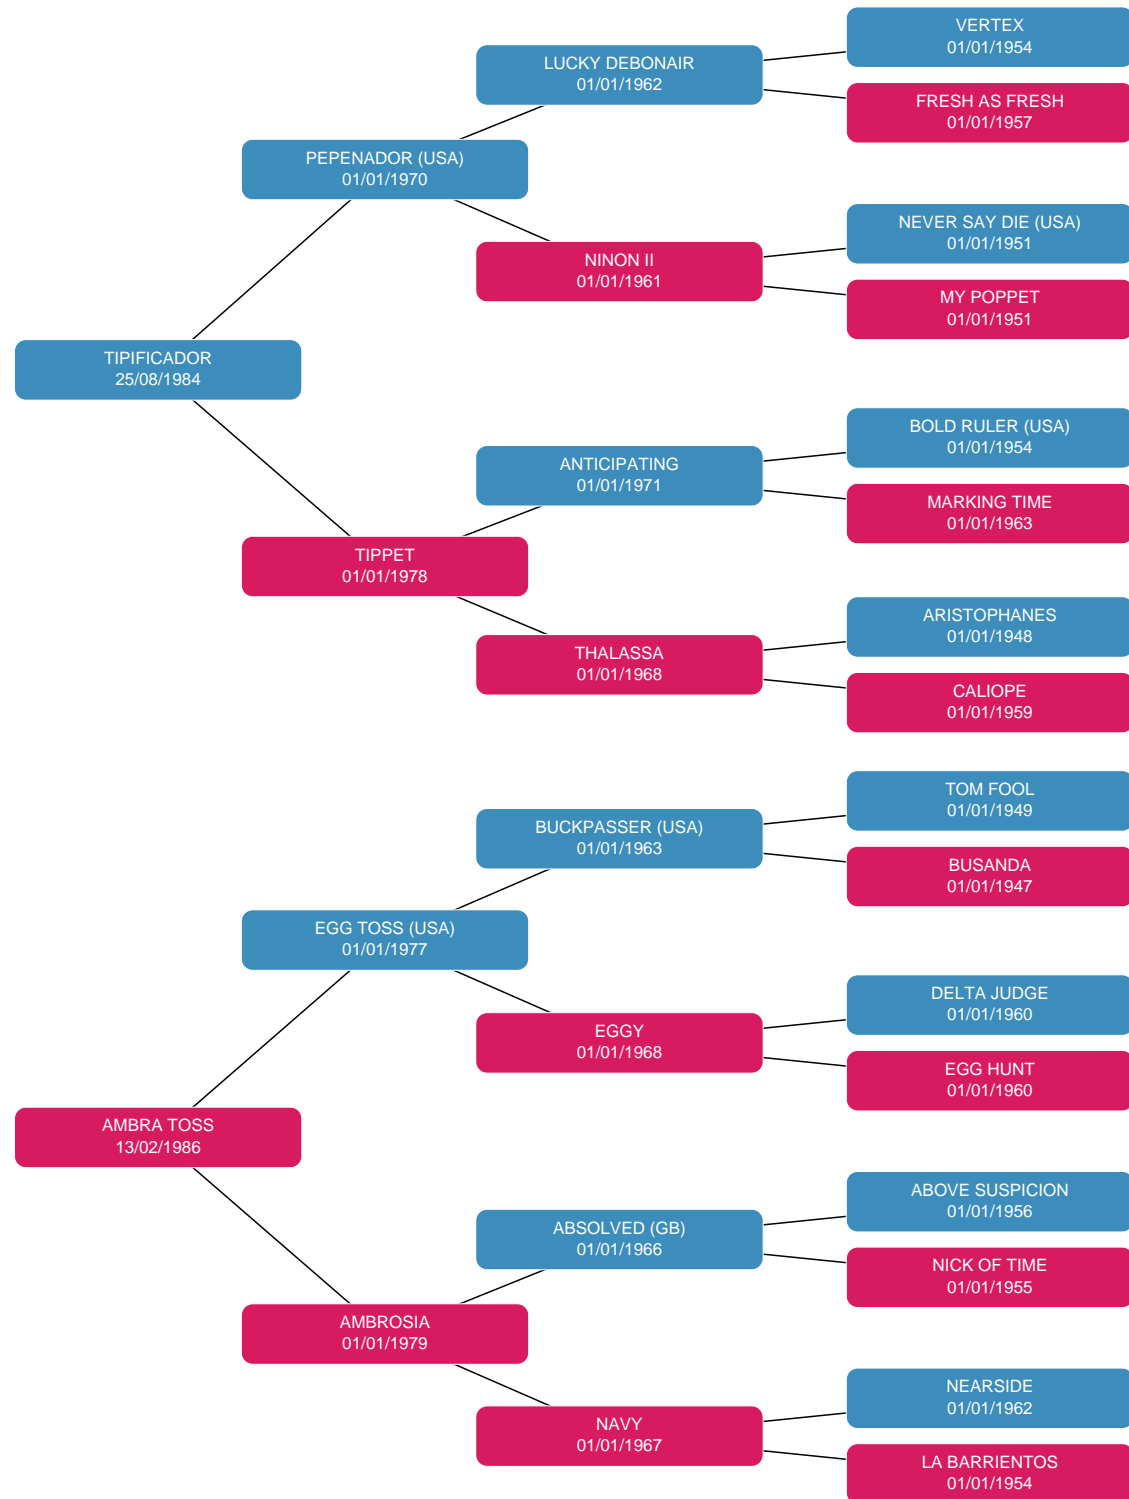 VERTEX
01/01/1954
LUCKY DEBONAIR
01/01/1962
FRESH AS FRESH
01/01/1957
PEPENADOR (USA)
01/01/1970
NEVER SAY DIE (USA)
01/01/1951
NINON II
01/01/1961
MY POPPET
01/01/1951
TIPIFICADOR
25/08/1984
BOLD RULER (USA)
01/01/1954
ANTICIPATING
01/01/1971
MARKING TIME
01/01/1963
TIPPET
01/01/1978
ARISTOPHANES
01/01/1948
THALASSA
01/01/1968
CALIOPE
01/01/1959
TOM FOOL
01/01/1949
BUCKPASSER (USA)
01/01/1963
BUSANDA
01/01/1947
EGG TOSS (USA)
01/01/1977
DELTA JUDGE
01/01/1960
EGGY
01/01/1968
EGG HUNT
01/01/1960
AMBRA TOSS
13/02/1986
ABOVE SUSPICION
01/01/1956
ABSOLVED (GB)
01/01/1966
NICK OF TIME
01/01/1955
AMBROSIA
01/01/1979
NEARSIDE
01/01/1962
NAVY
01/01/1967
LA BARRIENTOS
01/01/1954